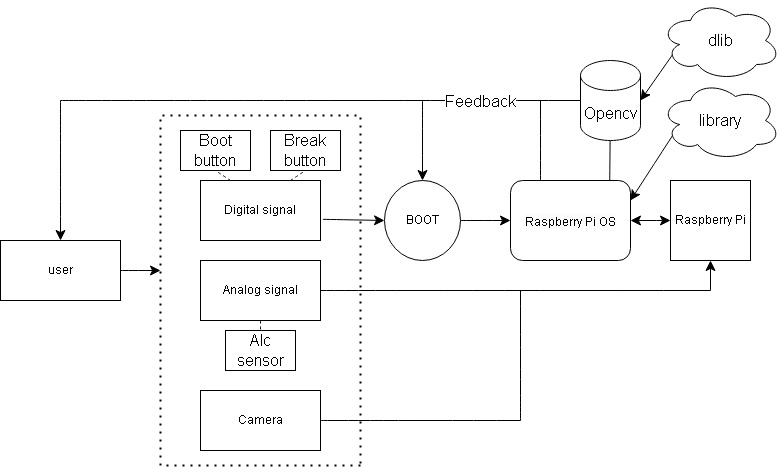 dlib
Feedback
Opencv
library
Boot
button
Break
button
Digital signal
BOOT
Raspberry Pi OS
Raspberry Pi
user
Analog signal
Alc
sensor
Camera